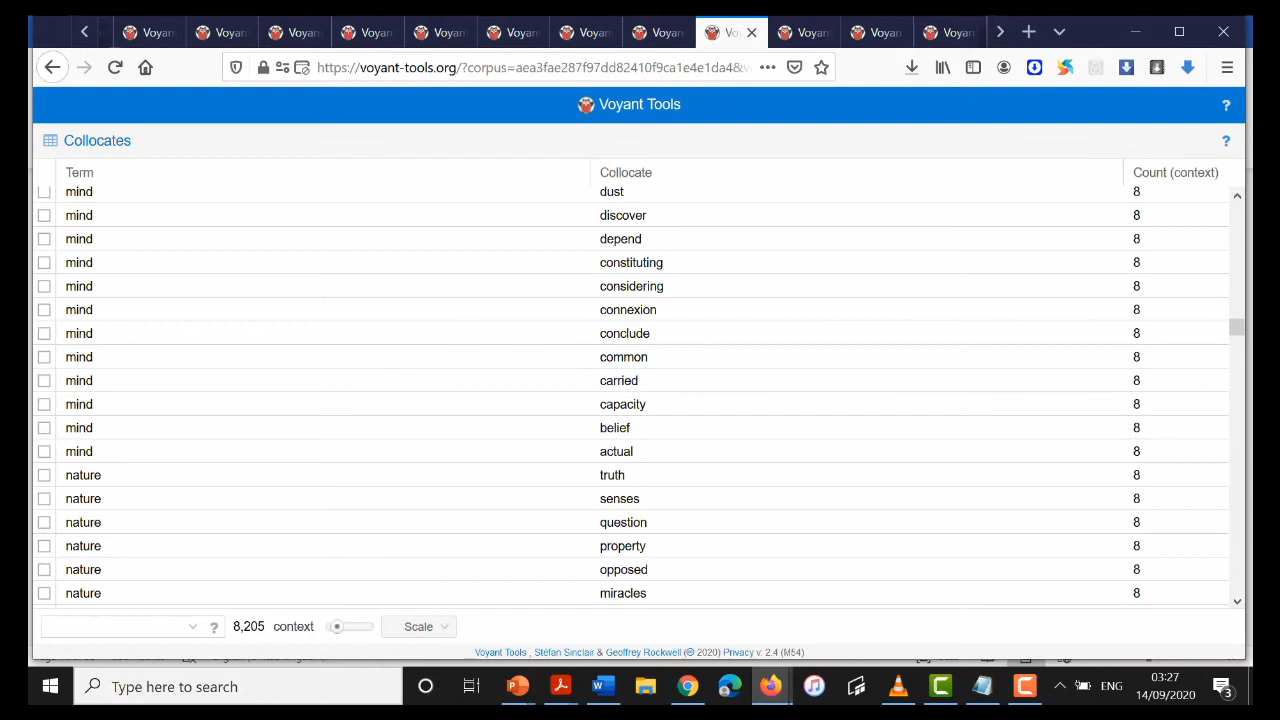 Voyan
Voyan
Voyan
Voyan
Voyan
Voyan
Voyan
Voyan
Vo
Voyan
Voyan
Voyan
https://voyant-tools.org/?corpus=aea3fae287f97dd82410f9ca1e4e1da4&v
Voyant Tools
?
Collocates
?
Term Collocate Count (context)
mind dust 8
mind discover 8
mind depend 8
mind constituting 8
mind considering 8
mind connexion 8
mind conclude 8
mind common 8
mind carried 8
mind capacity 8
mind belief 8
mind actual 8
nature truth 8
nature senses 8
nature question 8
nature property 8
nature opposed 8
nature miracles 8
? 8,205 context Scale
Voyant Tools , Stéfan Sinclair & Geoffrey Rockwell (© 2020) Privacy v. 2.4 (M54)
Type here to search
ENG
03:27
14/09/2020
3